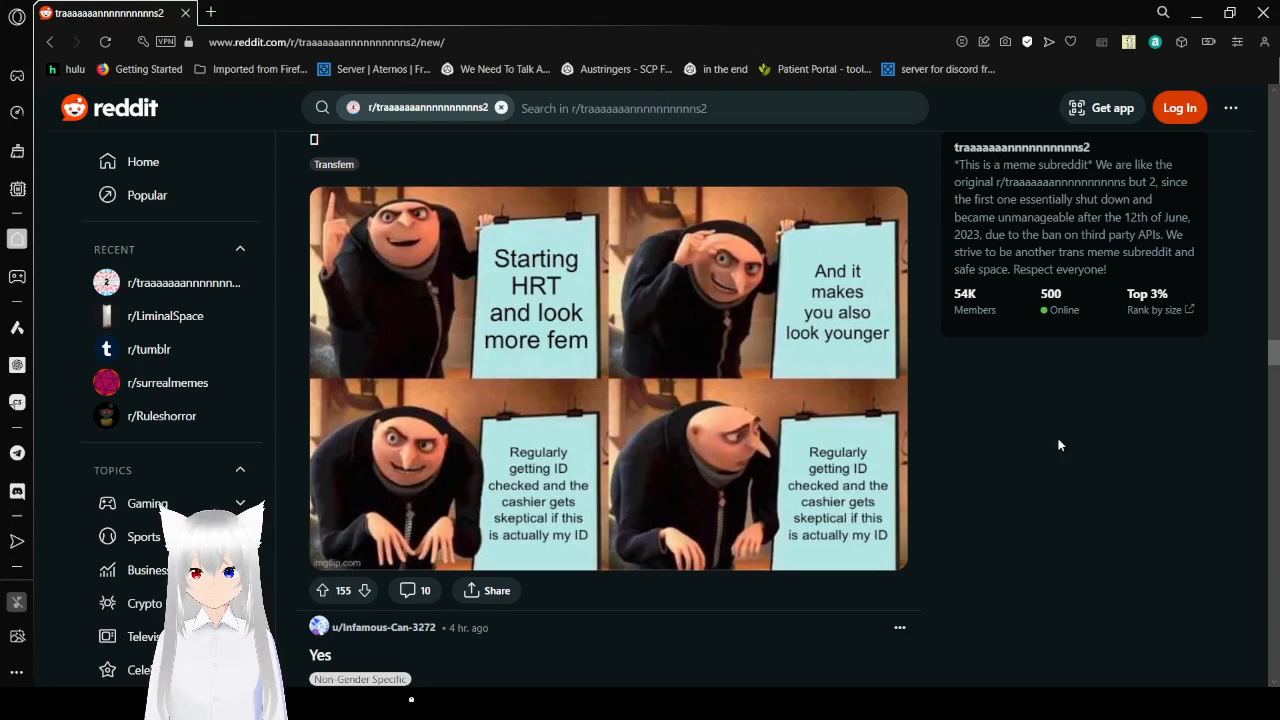 traaaaaaannnnnnnnnns2
VPN
www.reddit.com/r/traaaaaaannnnnnnnnns2/new/
hulu
Getting Started
Imported from Firef...
Server | Aternos | Fr...
We Need To Talk A...
Austringers - SCP F...
in the end
Patient Portal - tool...
server for discord fr...
reddit
r/traaaaaaannnnnnnnnns2
Search in r/traaaaaaannnnnnnnnns2
Get app
Log In
Home
Popular
RECENT
r/traaaaaaannnnnnn...
r/LiminalSpace
r/tumblr
r/surrealmemes
r/Ruleshorror
TOPICS
Gaming
Sports
Busines
Crypto
Televis
Cele
Transfem
Starting
HRT
and look
more fem
And it
makes
you also
look younger
Regularly
getting ID
checked and the
cashier gets
skeptical if this
is actually my ID
Regularly
getting ID
checked and the
cashier gets
skeptical if this
is actually my ID
imgflip.com
155
10
Share
u/Infamous-Can-3272 • 4 hr. ago
Yes
Non-Gender Specific
traaaaaaannnnnnnnnns2
*This is a meme subreddit* We are like the
original r/traaaaaaannnnnnnnnns but 2, since
the first one essentially shut down and
became unmanageable after the 12th of June,
2023, due to the ban on third party APIs. We
strive to be another trans meme subreddit and
safe space. Respect everyone!
54K
Members
500
Online
Top 3%
Rank by size